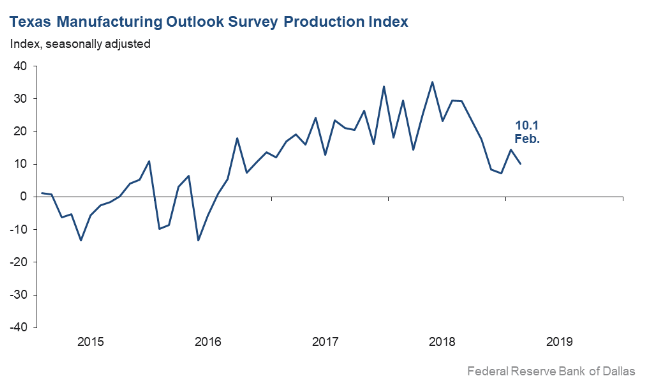 Texas Manufacturing Outlook Survey Production Index
Index, seasonally adjusted
40
30
20
10
0
-10
-20
-30
-40
10.1
Feb.
2015 2016 2017 2018 2019
Federal Reserve Bank of Dallas